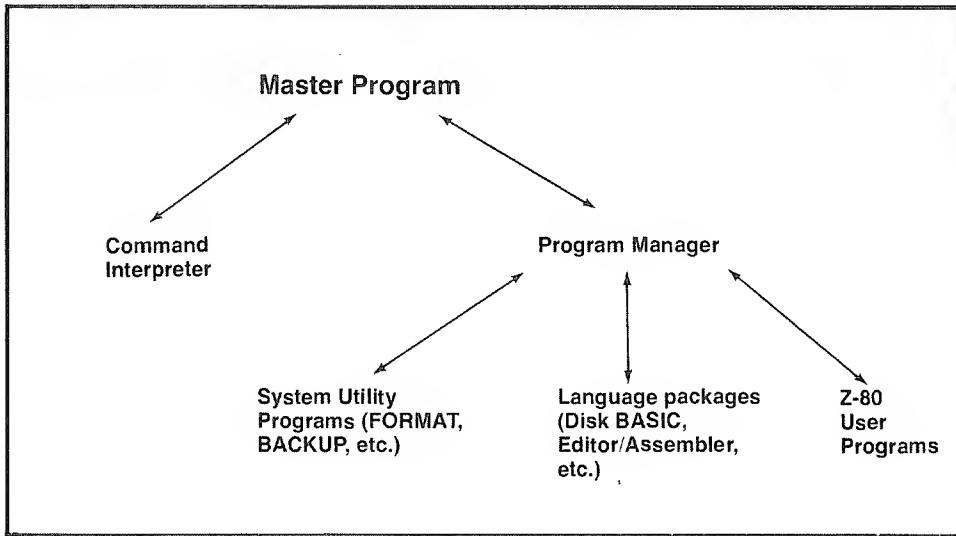 Master Program
Command
Interpreter
Program Manager
System Utility
Programs (FORMAT,
BACKUP, etc.)
Language packages
(Disk BASIC,
Editor/Assembler,
etc.)
Z-80
User
Programs